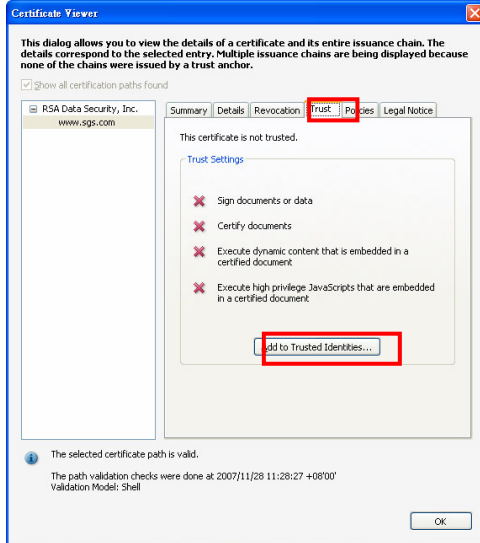 Certificate Viewer
This dialog allows you to view the details of a certificate and its entire issuance chain. The
details correspond to the selected entry. Multiple issuance chains are being displayed because
none of the chains were issued by a trust anchor.
Show all certification paths found
RSA Data Security, Inc.
www.sgs.com
Summary Details Revocation Trust Policies Legal Notice
This certificate is not trusted.
Trust Settings
Sign documents or data
Certify documents
Execute dynamic content that is embedded in a
certified document
Execute high privilege JavaScripts that are embedded
in a certified document
Add to Trusted Identities...
The selected certificate path is valid.
The path validation checks were done at 2007/11/28 11:28:27 +08'00'
Validation Model: Shell
OK